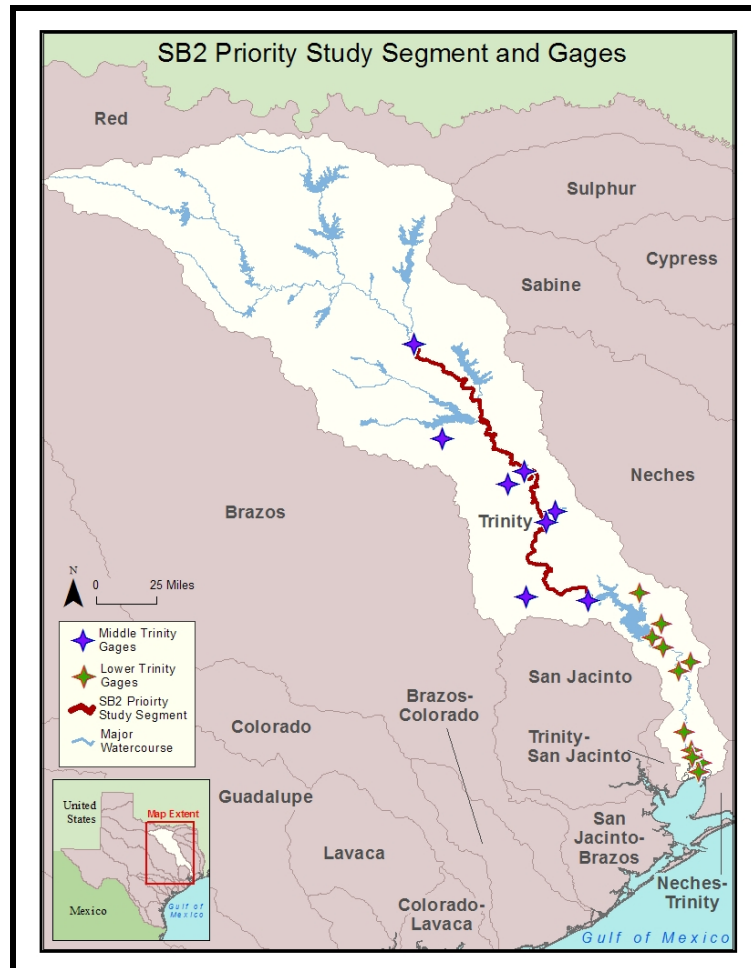 SB2 Priority Study Segment and Gages
Red
Sulphur
Cypress
Sabine
Neches
Brazos
Trinity
N
0 25 Miles
Middle Trinity
Gages
Lower Trinity
Gages
SB2 Prioirty
Study Segment
Major
Watercourse
San Jacinto
Brazos-
Colorado
Colorado
Trinity-
San Jacinto
Guadalupe
San
Jacinto-
Brazos
Lavaca
Neches-
Trinity
Colorado-
Lavaca
Gulf of Mexico
United
States
Map Extent
Mexico
Gulf of
Mexico